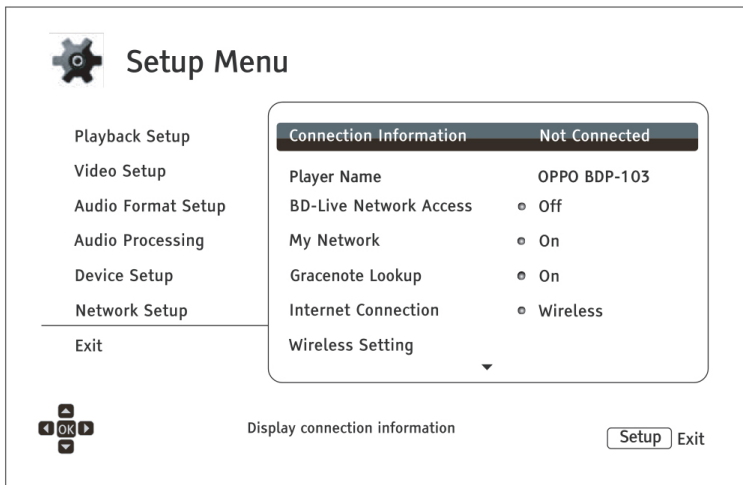 Setup Menu
Playback Setup
Video Setup
Audio Format Setup
Audio Processing
Device Setup
Network Setup
Exit
Connection Information Not Connected
Player Name OPPO BDP-103
BD-Live Network Access Off
My Network On
Gracenote Lookup On
Internet Connection Wireless
Wireless Setting
OK
Display connection information
Setup Exit